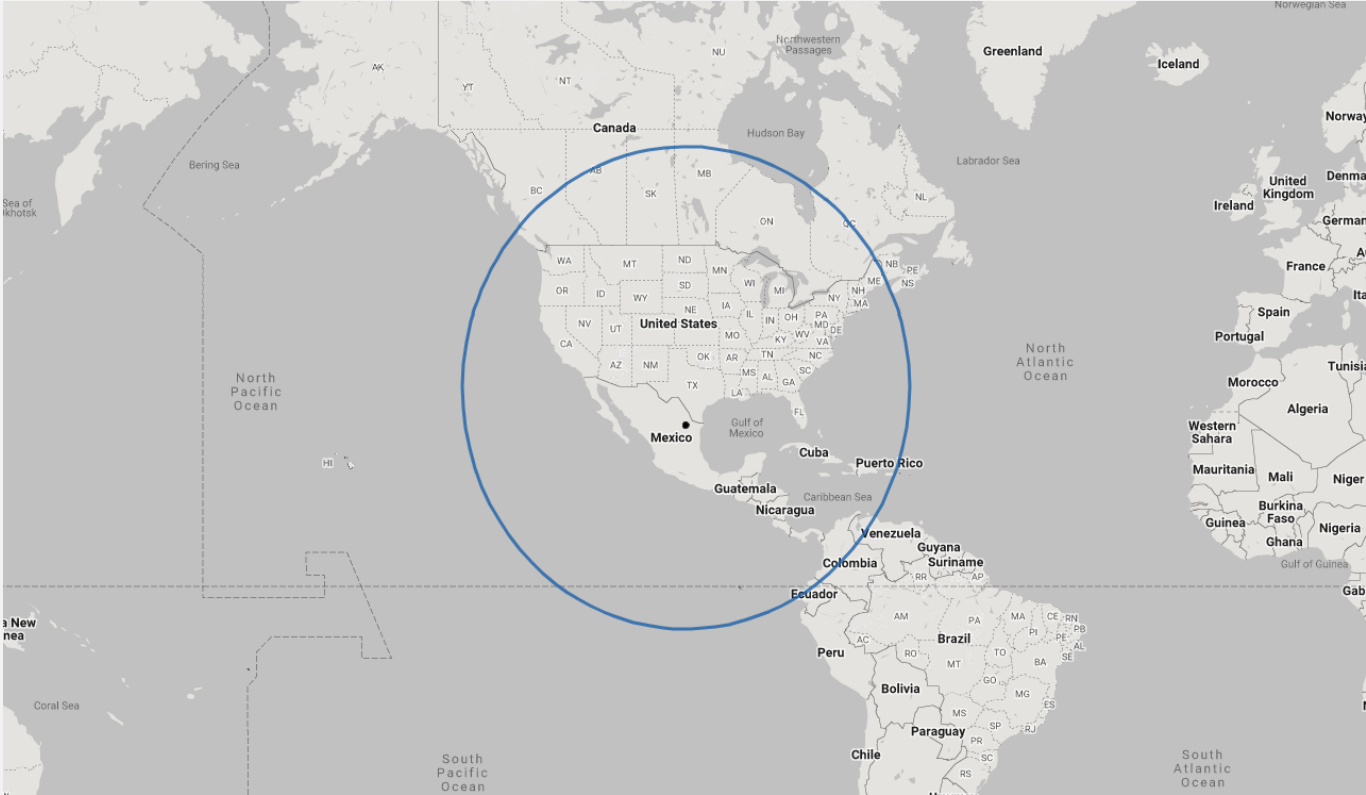 Norwegian Sea
Northwestern
Passages
NU
Greenland
Iceland
AK
NT
YT
Norway
Canada
Hudson Bay
Bering Sea
Labrador Sea
AB
MB
United
Kingdom
Denma
BC
SK
NL
Sea of
Okhotsk
Ireland
ON
QC
German
WA
MT
ND
MN
NB
PE
France
Au
OR
ID
SD
WI
MI
ME
NS
WY
IA
NH
NY
MA
Ita
NE
IL
IN
OH
PA
Spain
NV
UT
United States
MO
MD
DE
WV
KY
VA
Portugal
CA
OK
AR
TN
NC
North
Atlantic
Ocean
AZ
NM
MS
AL
SC
GA
Tunisia
North
Pacific
Ocean
TX
LA
Morocco
FL
Algeria
Gulf of
Mexico
Mexico
Western
Sahara
Cuba
HI
Puerto Rico
Mauritania
Mali
Niger
Guatemala
Caribbean Sea
Nicaragua
Burkina
Faso
Guinea
Nigeria
Venezuela
Ghana
Guyana
Colombia
Suriname
Gulf of Guinea
RR
AP
Ecuador
Gab
a New
nea
AM
PA
MA
CE
RN
PB
PI
PE
AC
Brazil
AL
Peru
RO
TO
SE
MT
BA
GO
Bolivia
MG
Coral Sea
MS
ES
SP
RJ
Paraguay
PR
Chile
SC
South
Pacific
Ocean
South
Atlantic
Ocean
RS